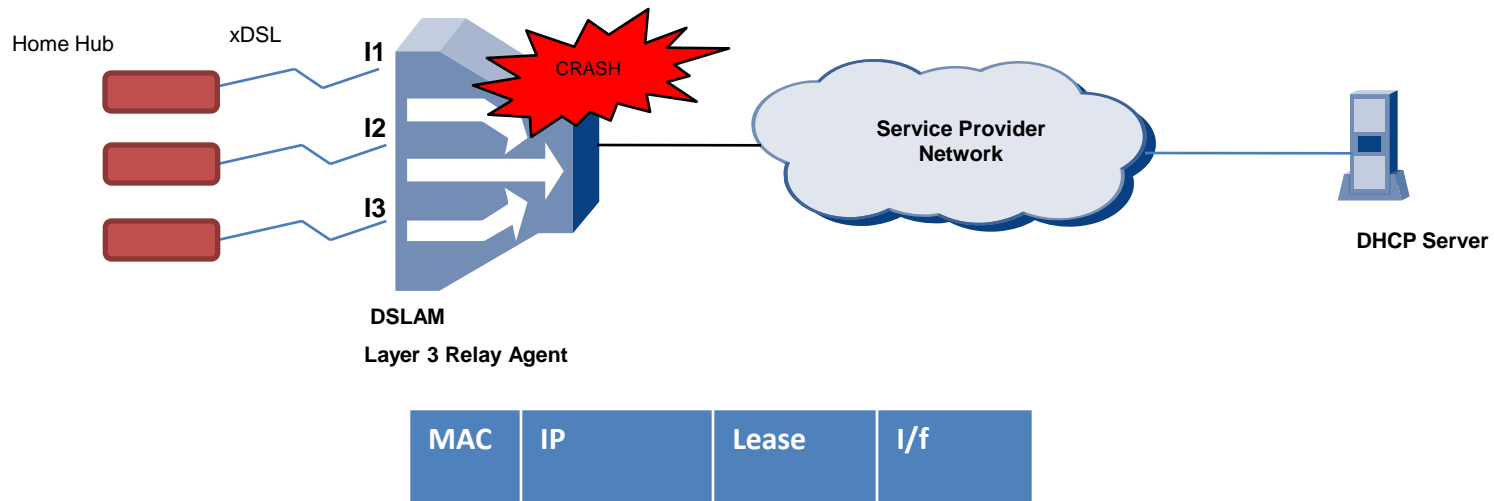 Home Hub
xDSL
I1
I2
I3
CRASH
Service Provider
Network
DHCP Server
DSLAM
Layer 3 Relay Agent
MAC IP Lease I/f